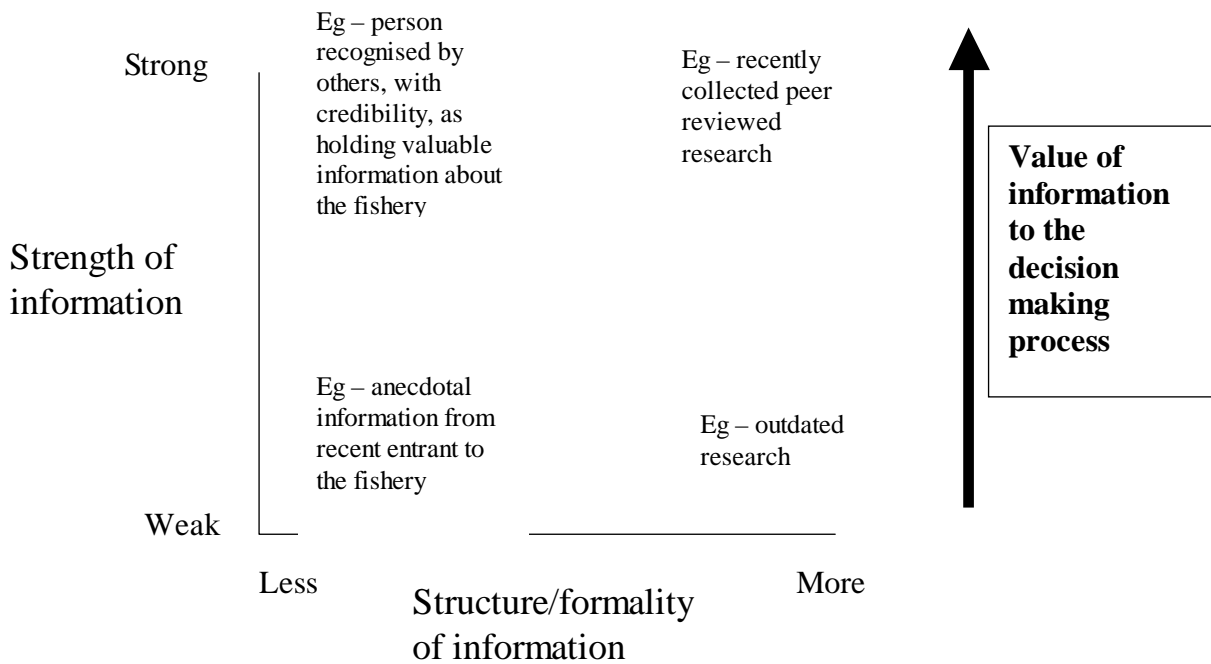 Strong
Eg – person
recognised by
others, with
credibility, as
holding valuable
information about
the fishery
Eg – recently
collected peer
reviewed
research
Value of
information
to the
decision
making
process
Strength of
information
Eg – anecdotal
information from
recent entrant to
the fishery
Eg – outdated
research
Weak
Less
More
Structure/formality
of information